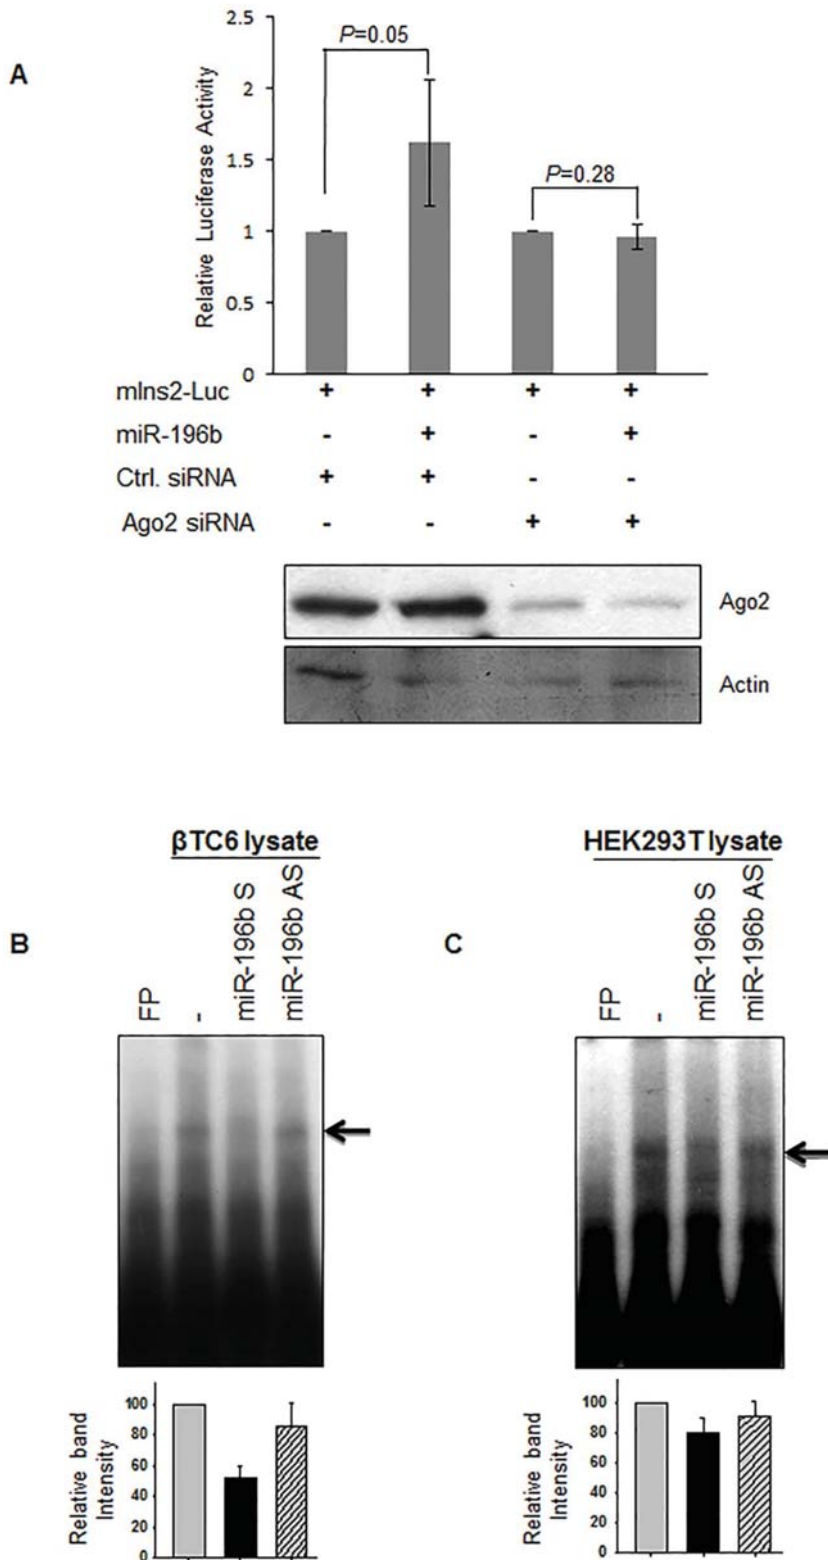 A
Relative Luciferase Activity
2.5
2
1.5
1
0.5
0
P=0.05
P=0.28
mIns2-Luc + + + +
miR-196b - + - +
Ctrl. siRNA + + - -
Ago2 siRNA - - + +
Ago2
Actin
B
βTC6 lysate
FP
-
miR-196b S
miR-196b AS
Relative band
Intensity
100
80
60
40
20
0
C
HEK293T lysate
FP
-
miR-196b S
miR-196b AS
Relative band
Intensity
100
80
60
40
20
0